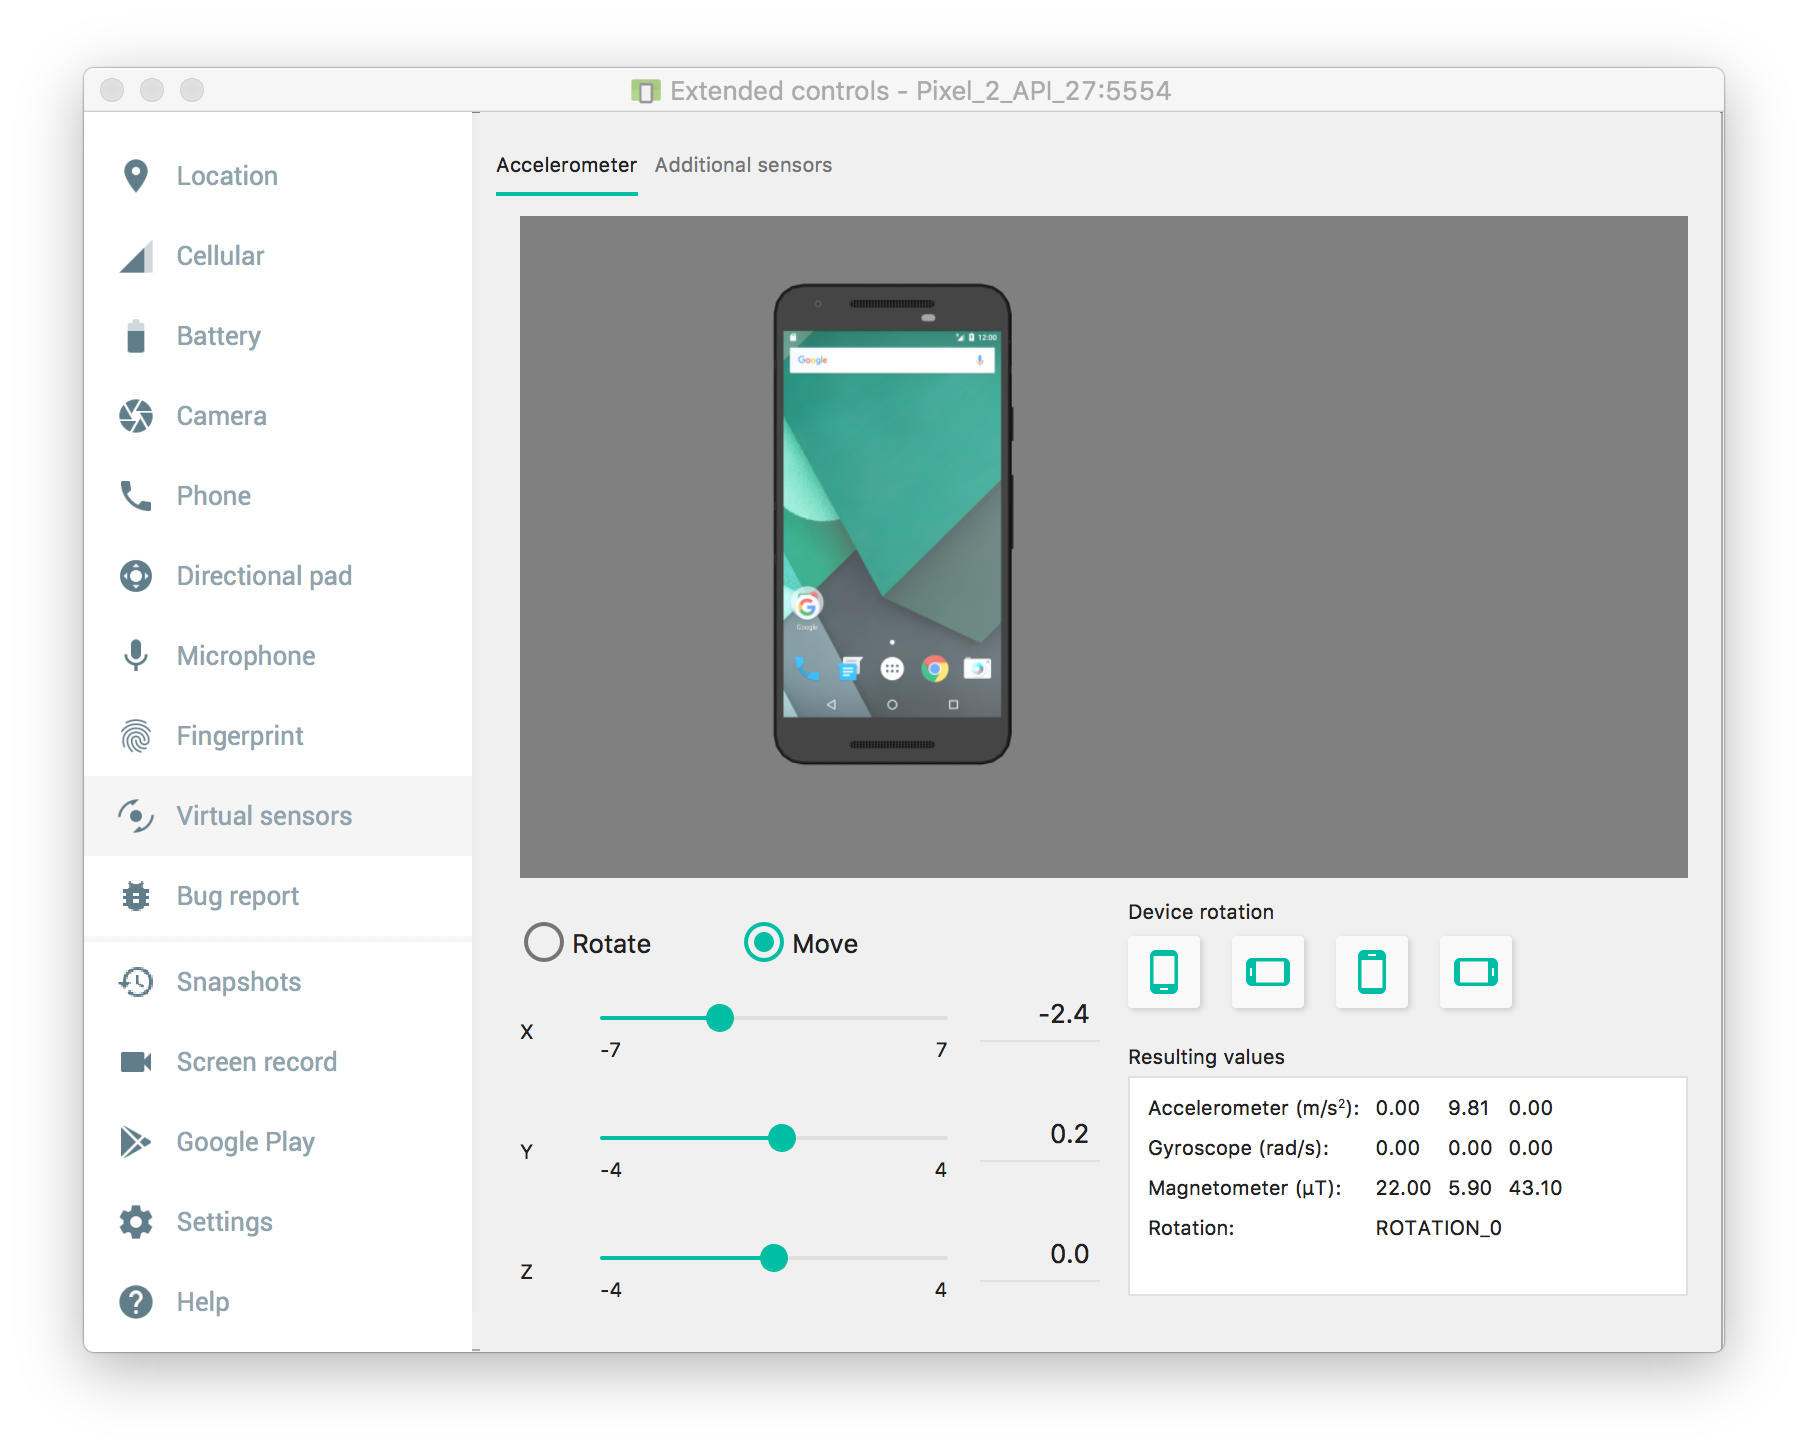 Extended controls - Pixel_2_API_27:5554
Location
Cellular
Battery
Camera
Phone
Directional pad
Microphone
Fingerprint
Virtual sensors
Bug report
Snapshots
Screen record
Google Play
Settings
Help
Accelerometer Additional sensors
12:00
Google
Google
Rotate Move
X -2.4
-7 7
Y 0.2
-4 4
Z 0.0
-4 4
Device rotation
Resulting values
Accelerometer (m/s²): 0.00 9.81 0.00
Gyroscope (rad/s): 0.00 0.00 0.00
Magnetometer (μT): 22.00 5.90 43.10
Rotation: ROTATION_0